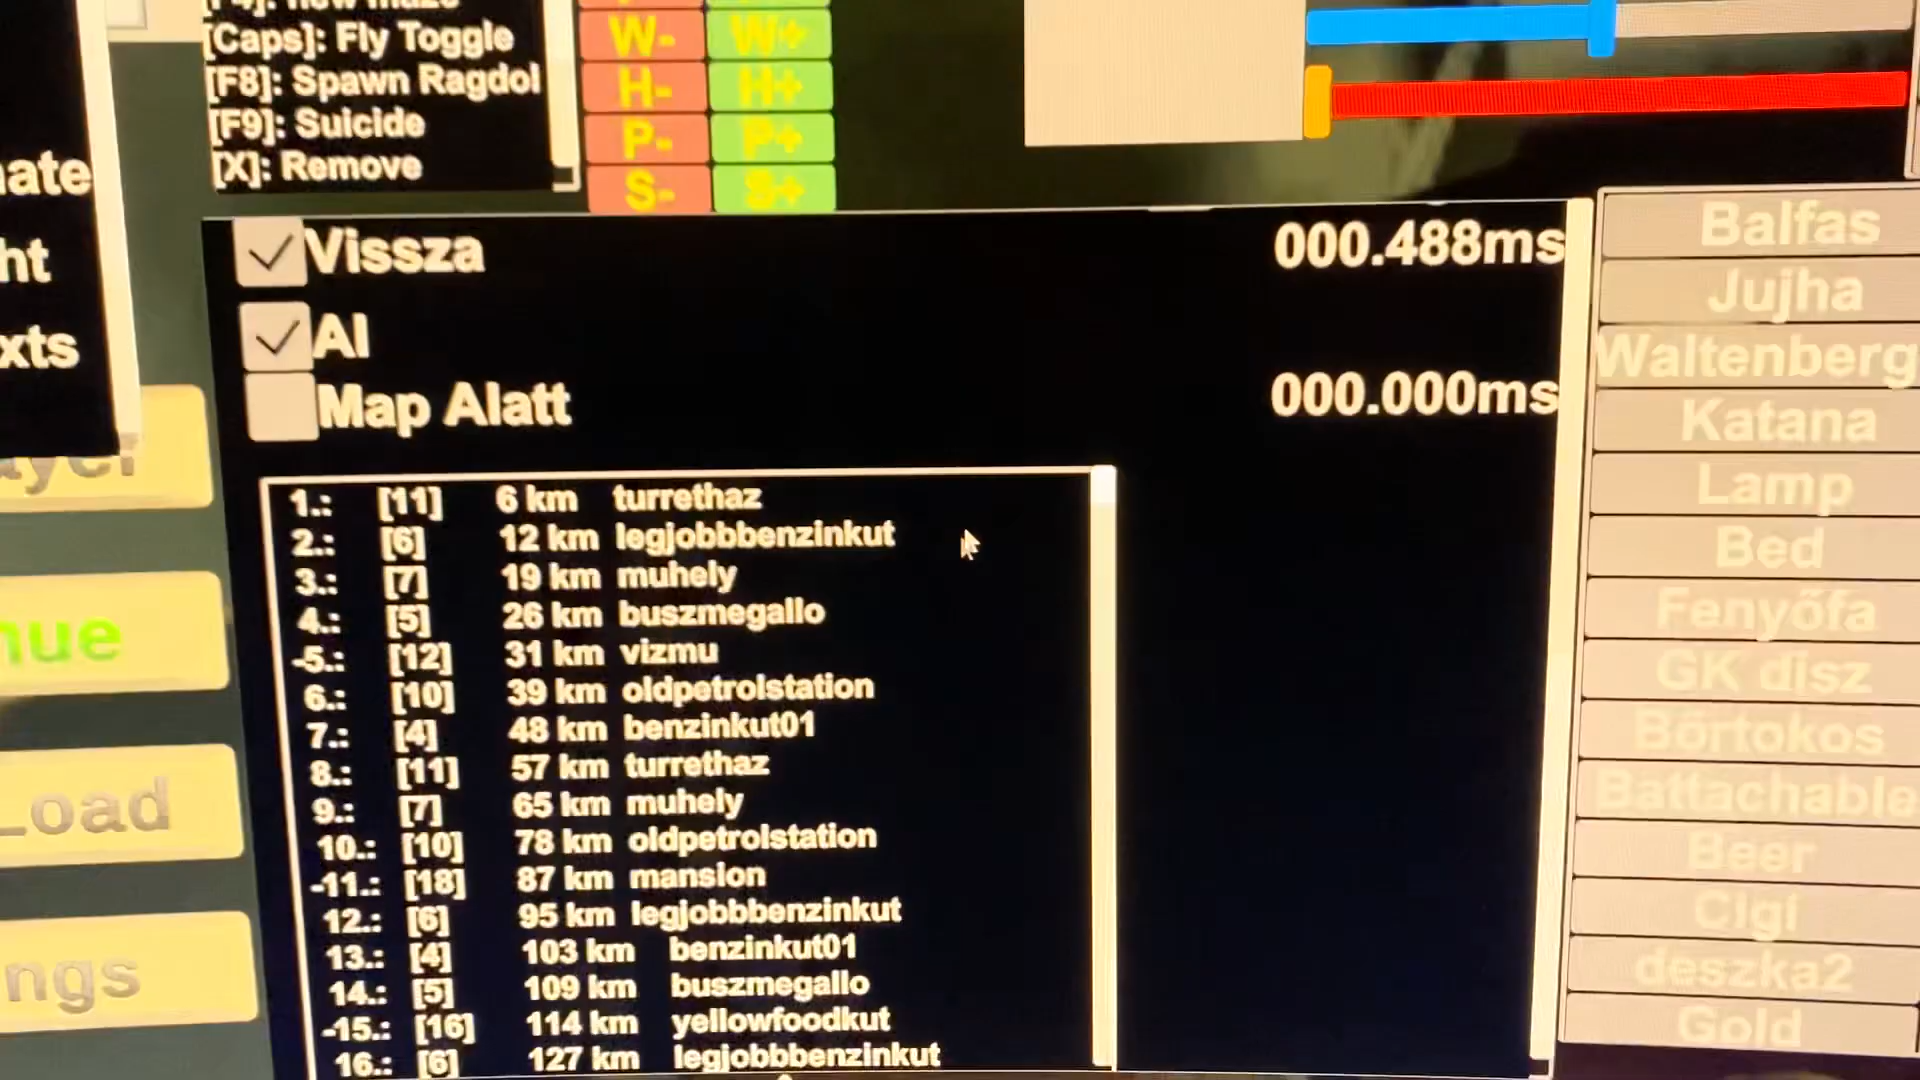 [F4]: new maze
[Caps]: Fly Toggle
[F8]: Spawn Ragdol
[F9]: Suicide
[X]: Remove
W- W+
H- H+
P- P+
S- S+
ate
ht
xts
ayer
nue
Load
ngs
Vissza 000.488ms
AI
Map Alatt 000.000ms
1.: [11] 6 km turrethaz
2.: [6] 12 km legjobbbenzinkut
3.: [7] 19 km muhely
4.: [5] 26 km buszmegallo
-5.: [12] 31 km vizmu
6.: [10] 39 km oldpetrolstation
7.: [4] 48 km benzinkut01
8.: [11] 57 km turrethaz
9.: [7] 65 km muhely
10.: [10] 78 km oldpetrolstation
-11.: [18] 87 km mansion
12.: [6] 95 km legjobbbenzinkut
13.: [4] 103 km benzinkut01
14.: [5] 109 km buszmegallo
-15.: [16] 114 km yellowfoodkut
16.: [6] 127 km legjobbbenzinkut
Balfas
Jujha
Waltenberg
Katana
Lamp
Bed
Fenyőfa
GK disz
Börtokos
Battachable
Beer
CIgi
deszka2
Gold